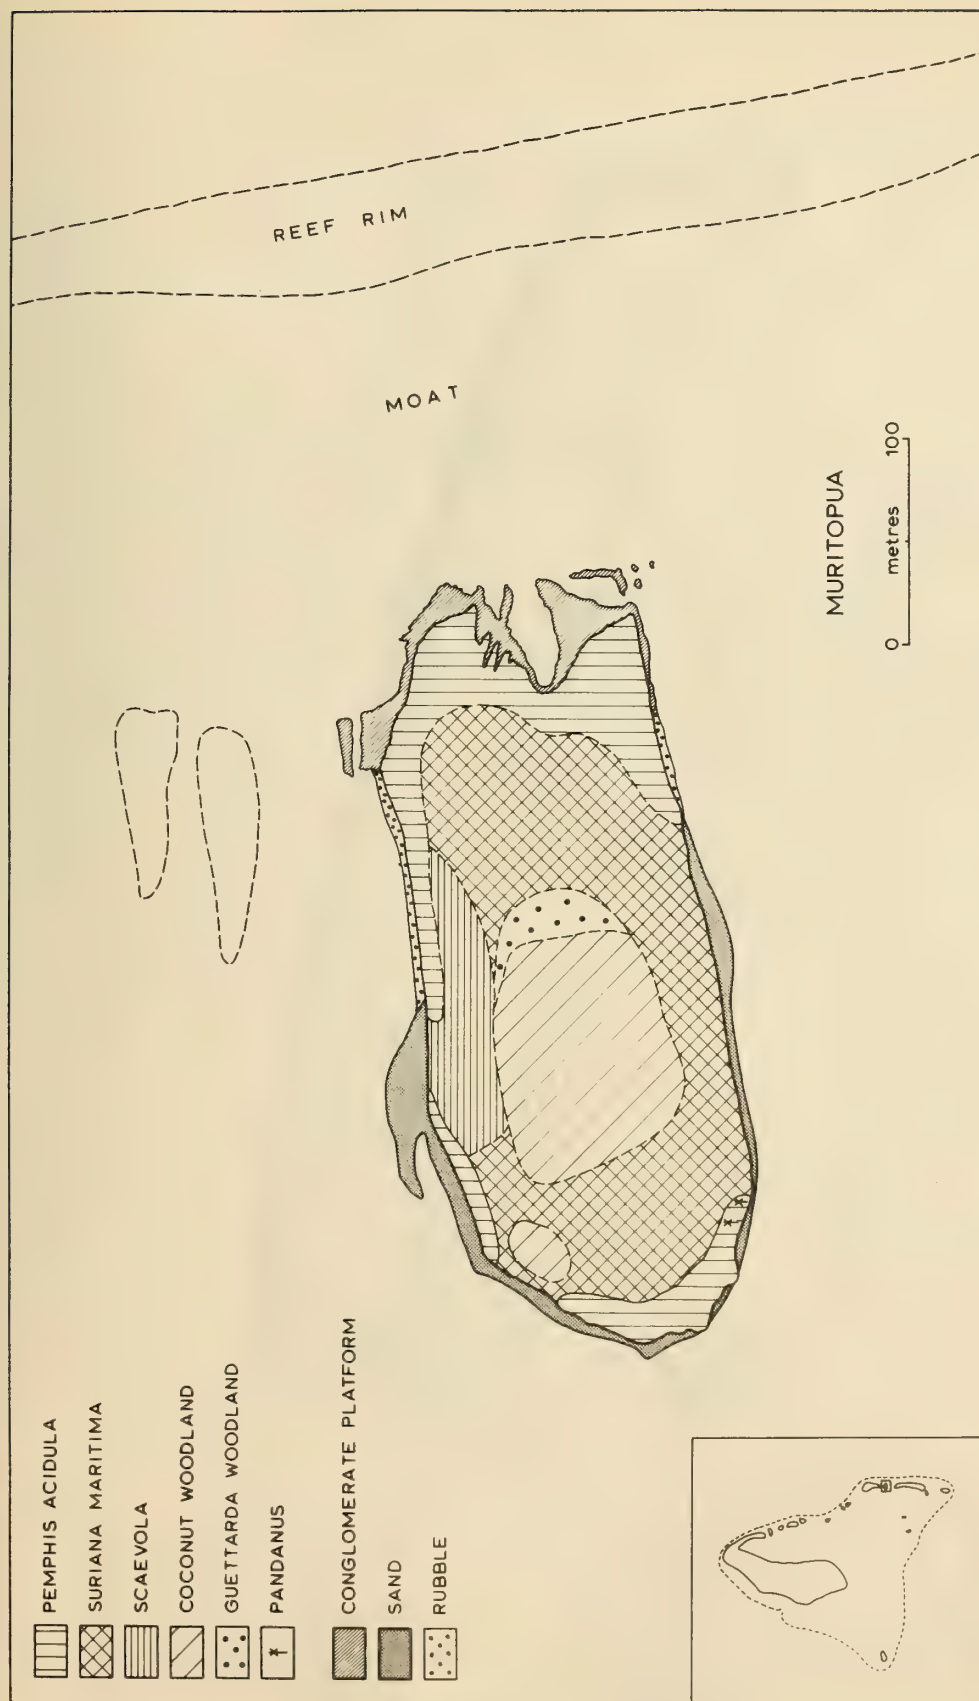 REEF RIM
MOAT
MURITOPUA
0 metres 100
PEMPHIS ACIDULA
SURIANA MARITIMA
SCAEVOLA
COCONUT WOODLAND
GUETTARDA WOODLAND
PANDANUS
CONGLOMERATE PLATFORM
SAND
RUBBLE